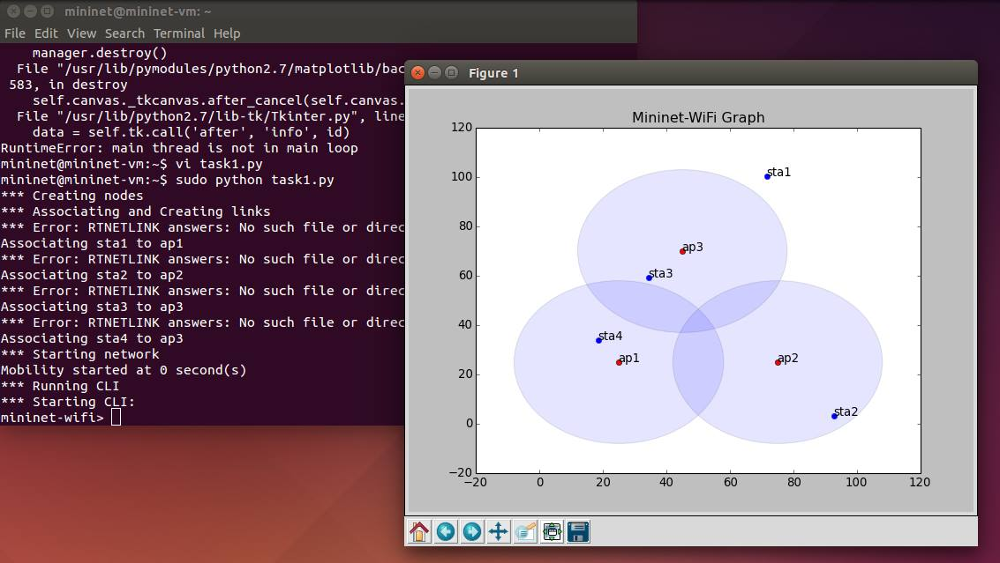 mininet@mininet-vm: ~
File Edit View Search Terminal Help
manager.destroy()
File "/usr/lib/pymodules/python2.7/matplotlib/bac
583, in destroy
self.canvas._tkcanvas.after_cancel(self.canvas.
File "/usr/lib/python2.7/lib-tk/Tkinter.py", line
data = self.tk.call('after', 'info', id)
RuntimeError: main thread is not in main loop
mininet@mininet-vm:~$ vi task1.py
mininet@mininet-vm:~$ sudo python task1.py
*** Creating nodes
*** Associating and Creating links
*** Error: RTNETLINK answers: No such file or direc
Associating sta1 to ap1
*** Error: RTNETLINK answers: No such file or direc
Associating sta2 to ap2
*** Error: RTNETLINK answers: No such file or direc
Associating sta3 to ap3
*** Error: RTNETLINK answers: No such file or direc
Associating sta4 to ap3
*** Starting network
Mobility started at 0 second(s)
*** Running CLI
*** Starting CLI:
mininet-wifi>
Figure 1
Mininet-WiFi Graph
120
100
80
60
40
20
0
−20
sta1
ap3
sta3
sta4
ap1
ap2
sta2
−20 0 20 40 60 80 100 120